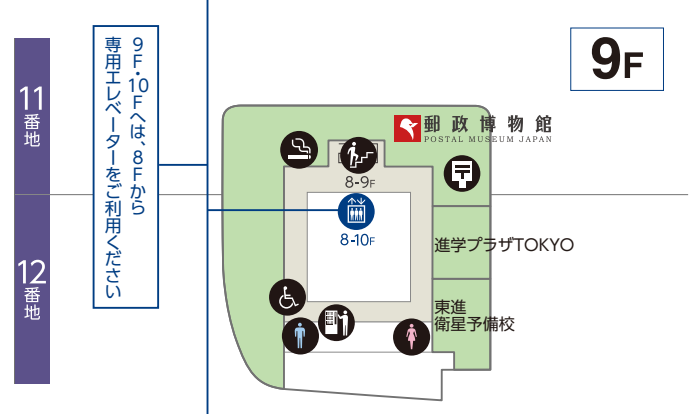 11
番地
12
番地
9F・10Fへは、8Fから
専用エレベーターをご利用ください
9F
郵政博物館
POSTAL MUSEUM JAPAN
8-9F
8-10F
進学プラザTOKYO
東進
衛星予備校